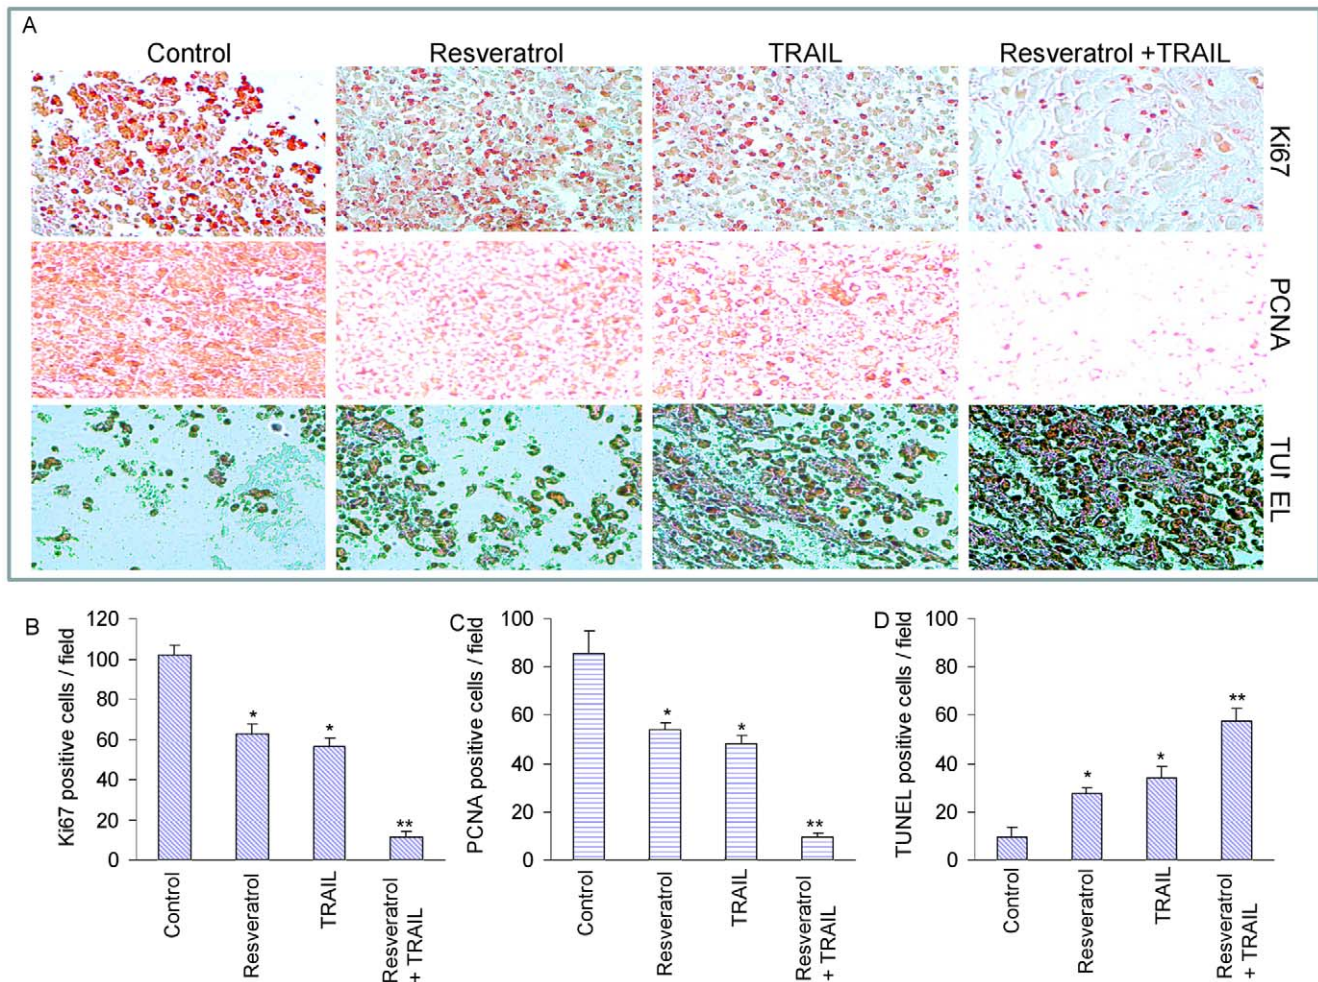 A
Control Resveratrol TRAIL Resveratrol +TRAIL
Ki67
PCNA
TUI' EL
B
Ki67 positive cells / field
120
100
80
60
40
20
0
*
*
**
Control
Resveratrol
TRAIL
Resveratrol
+ TRAIL
C
PCNA positive cells / field
100
80
60
40
20
0
*
*
**
Control
Resveratrol
TRAIL
Resveratrol
+ TRAIL
D
TUNEL positive cells / field
100
80
60
40
20
0
*
*
**
Control
TRAIL
Resveratrol
Resveratrol
+ TRAIL